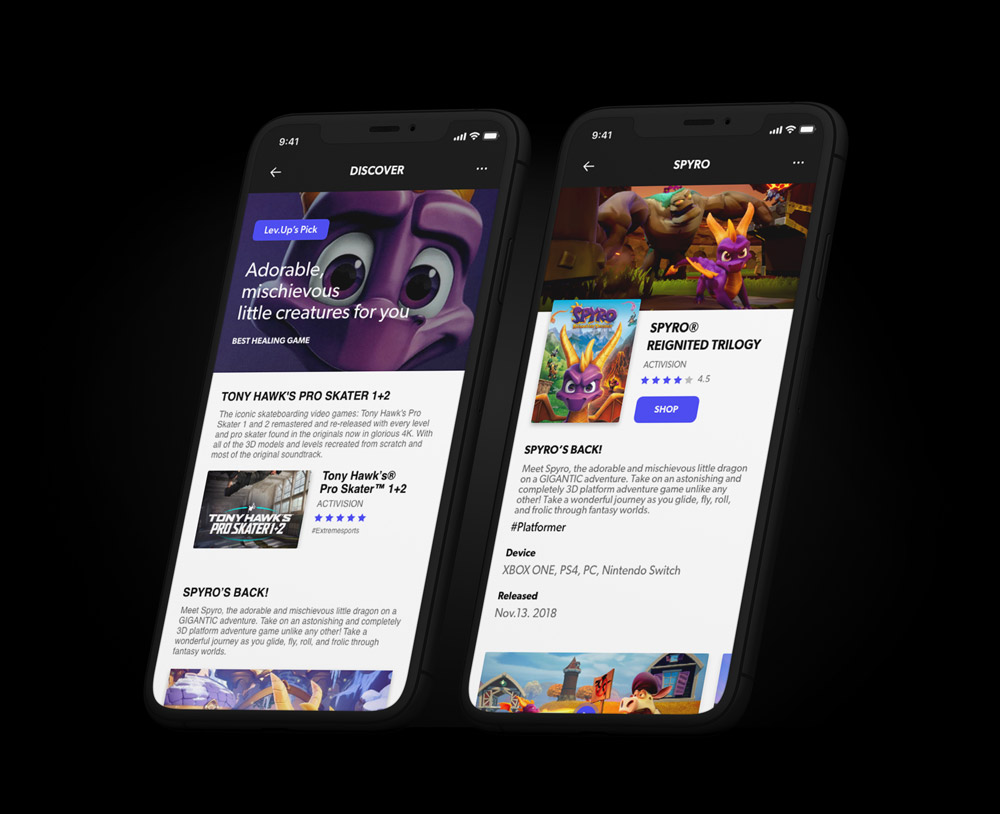 9:41
DISCOVER
Lev.Up's Pick
Adorable,
mischievous
little creatures for you
BEST HEALING GAME
TONY HAWK'S PRO SKATER 1+2
The iconic skateboarding video games: Tony Hawk's Pro
Skater 1 and 2 remastered and re-released with every level
and pro skater found in the originals now in glorious 4K. With
all of the 3D models and levels recreated from scratch and
most of the original soundtrack.
TONY HAWK'S
PRO SKATER 1+2
Tony Hawk's®
Pro Skater™ 1+2
ACTIVISION
#Extremesports
SPYRO'S BACK!
Meet Spyro, the adorable and mischievous little dragon on a
GIGANTIC adventure. Take on an astonishing and completely
3D platform adventure game unlike any other! Take a
wonderful journey as you glide, fly, roll, and frolic through
fantasy worlds.
9:41
SPYRO
SPYRO
SPYRO®
REIGNITED TRILOGY
ACTIVISION
4.5
SHOP
SPYRO'S BACK!
Meet Spyro, the adorable and mischievous little dragon
on a GIGANTIC adventure. Take on an astonishing and
completely 3D platform adventure game unlike any
other! Take a wonderful journey as you glide, fly, roll,
and frolic through fantasy worlds.
#Platformer
Device
XBOX ONE, PS4, PC, Nintendo Switch
Released
Nov.13. 2018